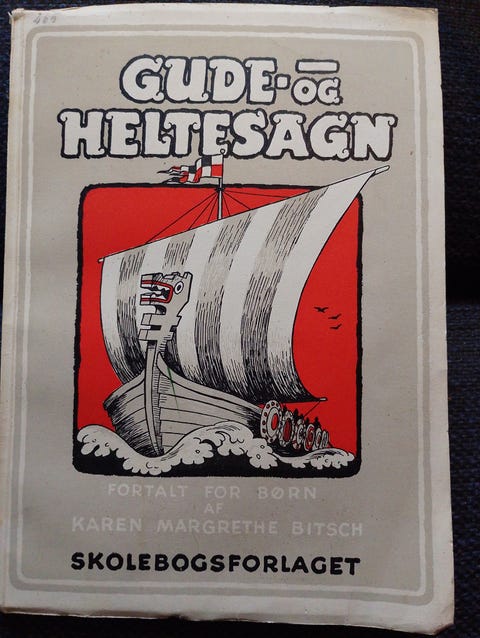 GUDE- OG
HELTESAGN
FORTALT FOR BØRN
AF
KAREN MARGRETHE BITSCH
SKOLEBOGSFORLAGET